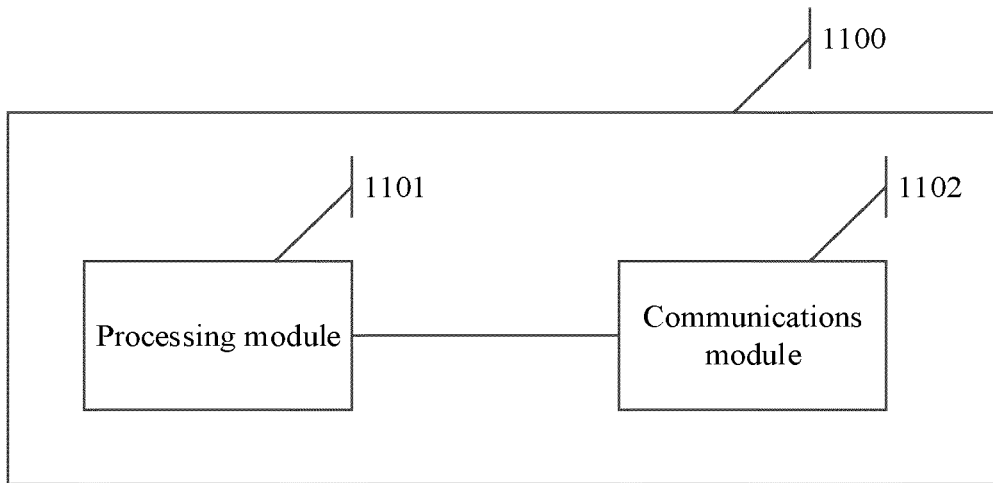 1100
1101
1102
Processing module
Communications
module